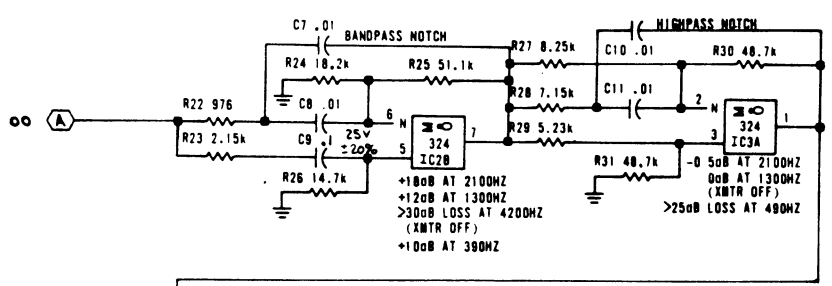 C7 .01
BANDPASS NOTCH
HIGHPASS NOTCH
R24 18.2k
R25 51.1k
R27 8.25k
C10 .01
R30 48.7k
oo
A
R22 976
C8 .01
6
N
324
IC2B
7
R28 7.15k
C11 .01
2
N
324
IC3A
1
R23 2.15k
C9 .1
25V
±20%
5
R29 5.23k
3
R26 14.7k
R31 48.7k
+18dB AT 2100HZ
+12dB AT 1300HZ
>30dB LOSS AT 4200HZ
(XMTR OFF)
+10dB AT 390HZ
-0 5dB AT 2100HZ
0dB AT 1300HZ
(XMTR OFF)
>25dB LOSS AT 490HZ